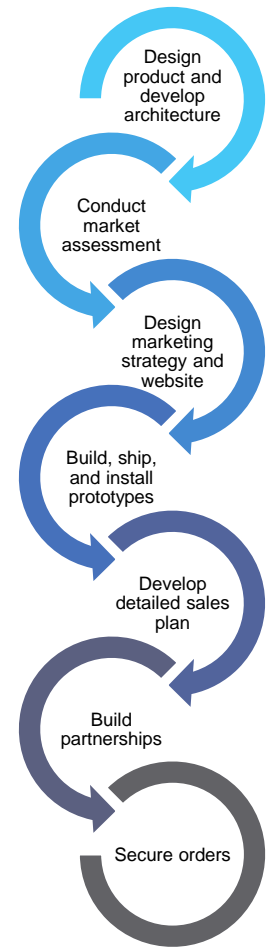 Design
product and
develop
architecture
Conduct
market
assessment
Design
marketing
strategy and
website
Build, ship,
and install
prototypes
Develop
detailed sales
plan
Build
partnerships
Secure orders